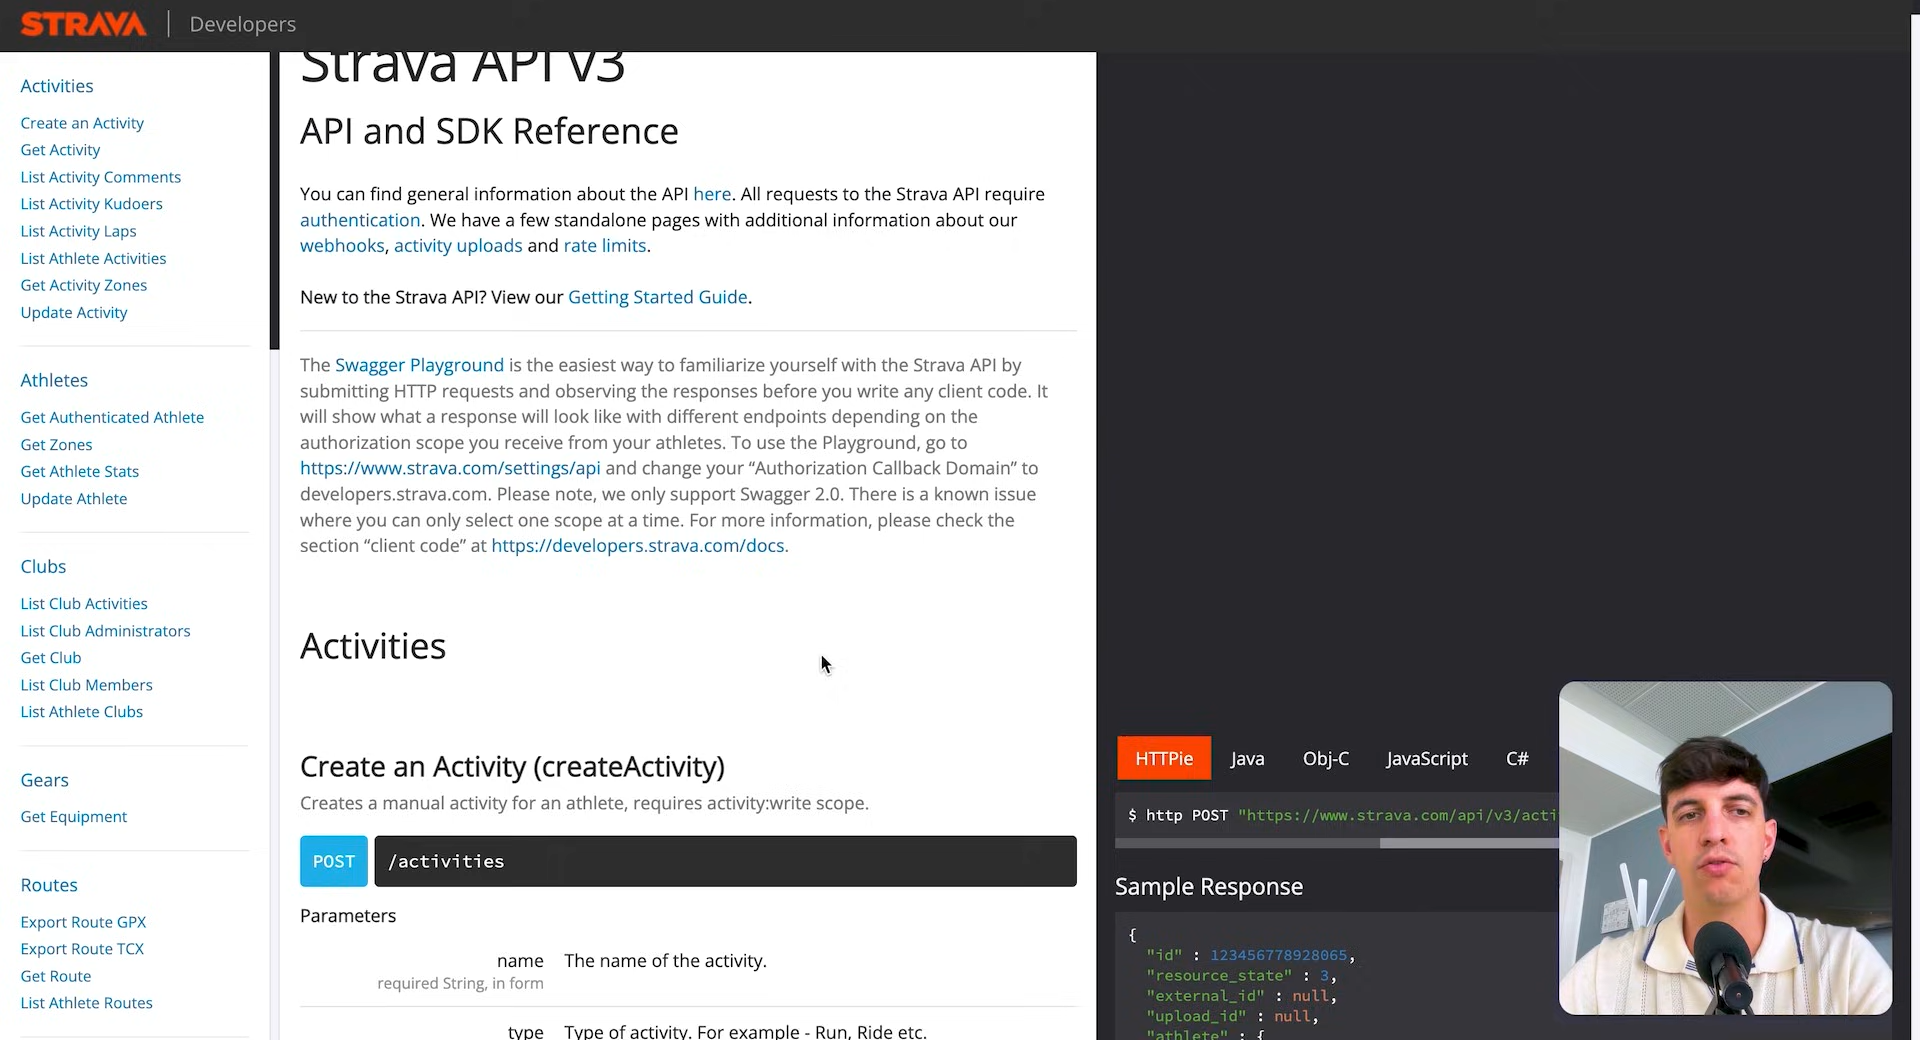 STRAVA | Developers
Activities
Create an Activity
Get Activity
List Activity Comments
List Activity Kudoers
List Activity Laps
List Athlete Activities
Get Activity Zones
Update Activity
Athletes
Get Authenticated Athlete
Get Zones
Get Athlete Stats
Update Athlete
Clubs
List Club Activities
List Club Administrators
Get Club
List Club Members
List Athlete Clubs
Gears
Get Equipment
Routes
Export Route GPX
Export Route TCX
Get Route
List Athlete Routes
Strava API v3
API and SDK Reference
You can find general information about the API here. All requests to the Strava API require
authentication. We have a few standalone pages with additional information about our
webhooks, activity uploads and rate limits.
New to the Strava API? View our Getting Started Guide.
The Swagger Playground is the easiest way to familiarize yourself with the Strava API by
submitting HTTP requests and observing the responses before you write any client code. It
will show what a response will look like with different endpoints depending on the
authorization scope you receive from your athletes. To use the Playground, go to
https://www.strava.com/settings/api and change your “Authorization Callback Domain” to
developers.strava.com. Please note, we only support Swagger 2.0. There is a known issue
where you can only select one scope at a time. For more information, please check the
section “client code” at https://developers.strava.com/docs.
Activities
Create an Activity (createActivity)
Creates a manual activity for an athlete, requires activity:write scope.
POST /activities
Parameters
name The name of the activity.
required String, in form
type Type of activity. For example - Run, Ride etc.
HTTPie Java Obj-C JavaScript C#
$ http POST "https://www.strava.com/api/v3/acti
Sample Response
{
"id" : 123456778928065,
"resource_state" : 3,
"external_id" : null,
"upload_id" : null,
"athlete" : {